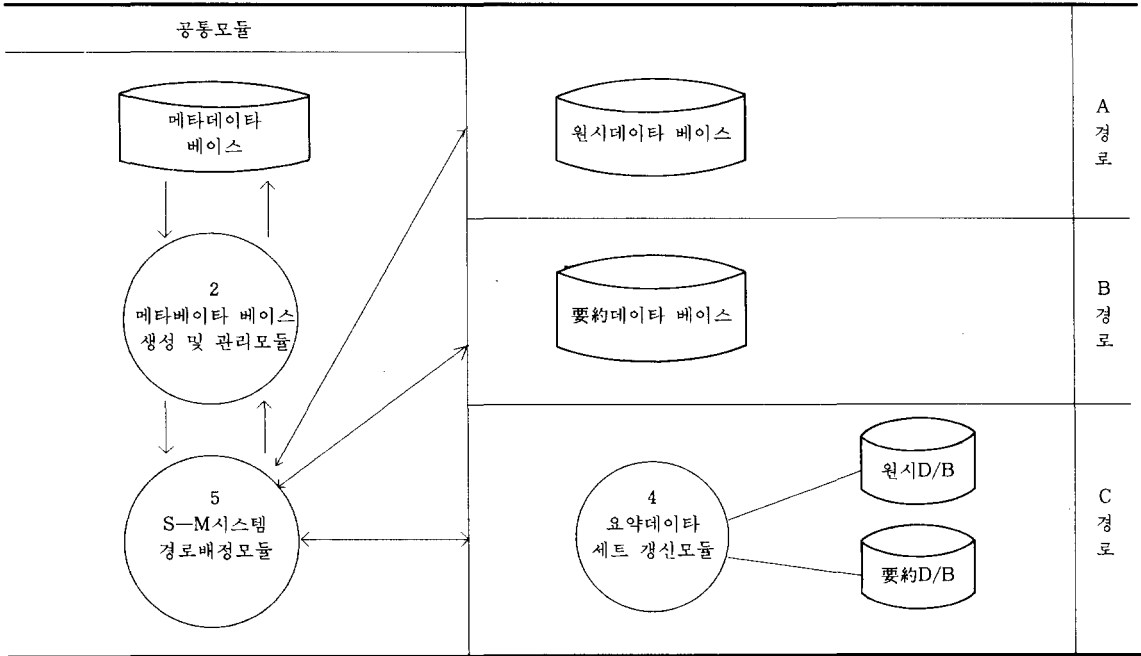 공통모듈
메타데이타
베이스
2
메타베이타 베이스
생성 및 관리모듈
5
S—M시스템
경로배정모듈
원시데이타 베이스
A
경
로
要約데이타 베이스
B
경
로
4
요약데이타
세트 갱신모듈
원시D/B
要約D/B
C
경
로